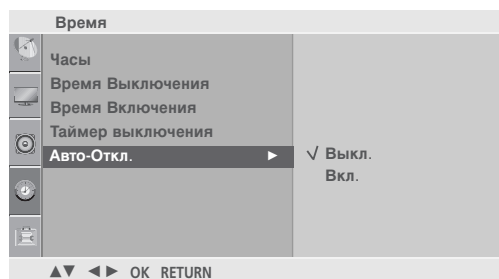 Время
Часы
Время Выключения
Время Включения
Таймер выключения
Авто-Откл. ► √ Выкл.
Вкл.
▲▼ ◄► OK RETURN